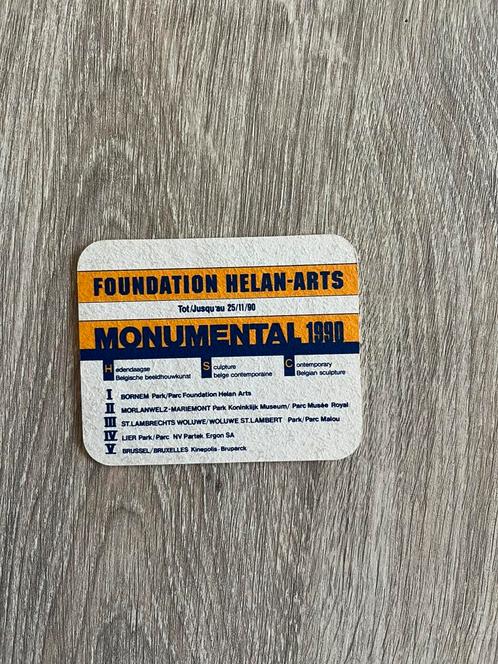 FOUNDATION HELAN-ARTS
Tot/Jusqu'au 25/11/90
MONUMENTAL 1990
Hedendaagse Sculpture Contemporary
Belgische beeldhouwkunst belge contemporaine Belgian sculpture
I BORNEM Park/Parc Foundation Helan Arts
II MORLANWELZ-MARIEMONT Park Koninklijk Museum/Parc Musée Royal
III ST.LAMBRECHTS WOLUWE/WOLUWE ST.LAMBERT Park/Parc Malou
IV LIER Park/Parc NV Partek Ergon SA
V BRUSSEL/BRUXELLES Kinepolis-Bruparck